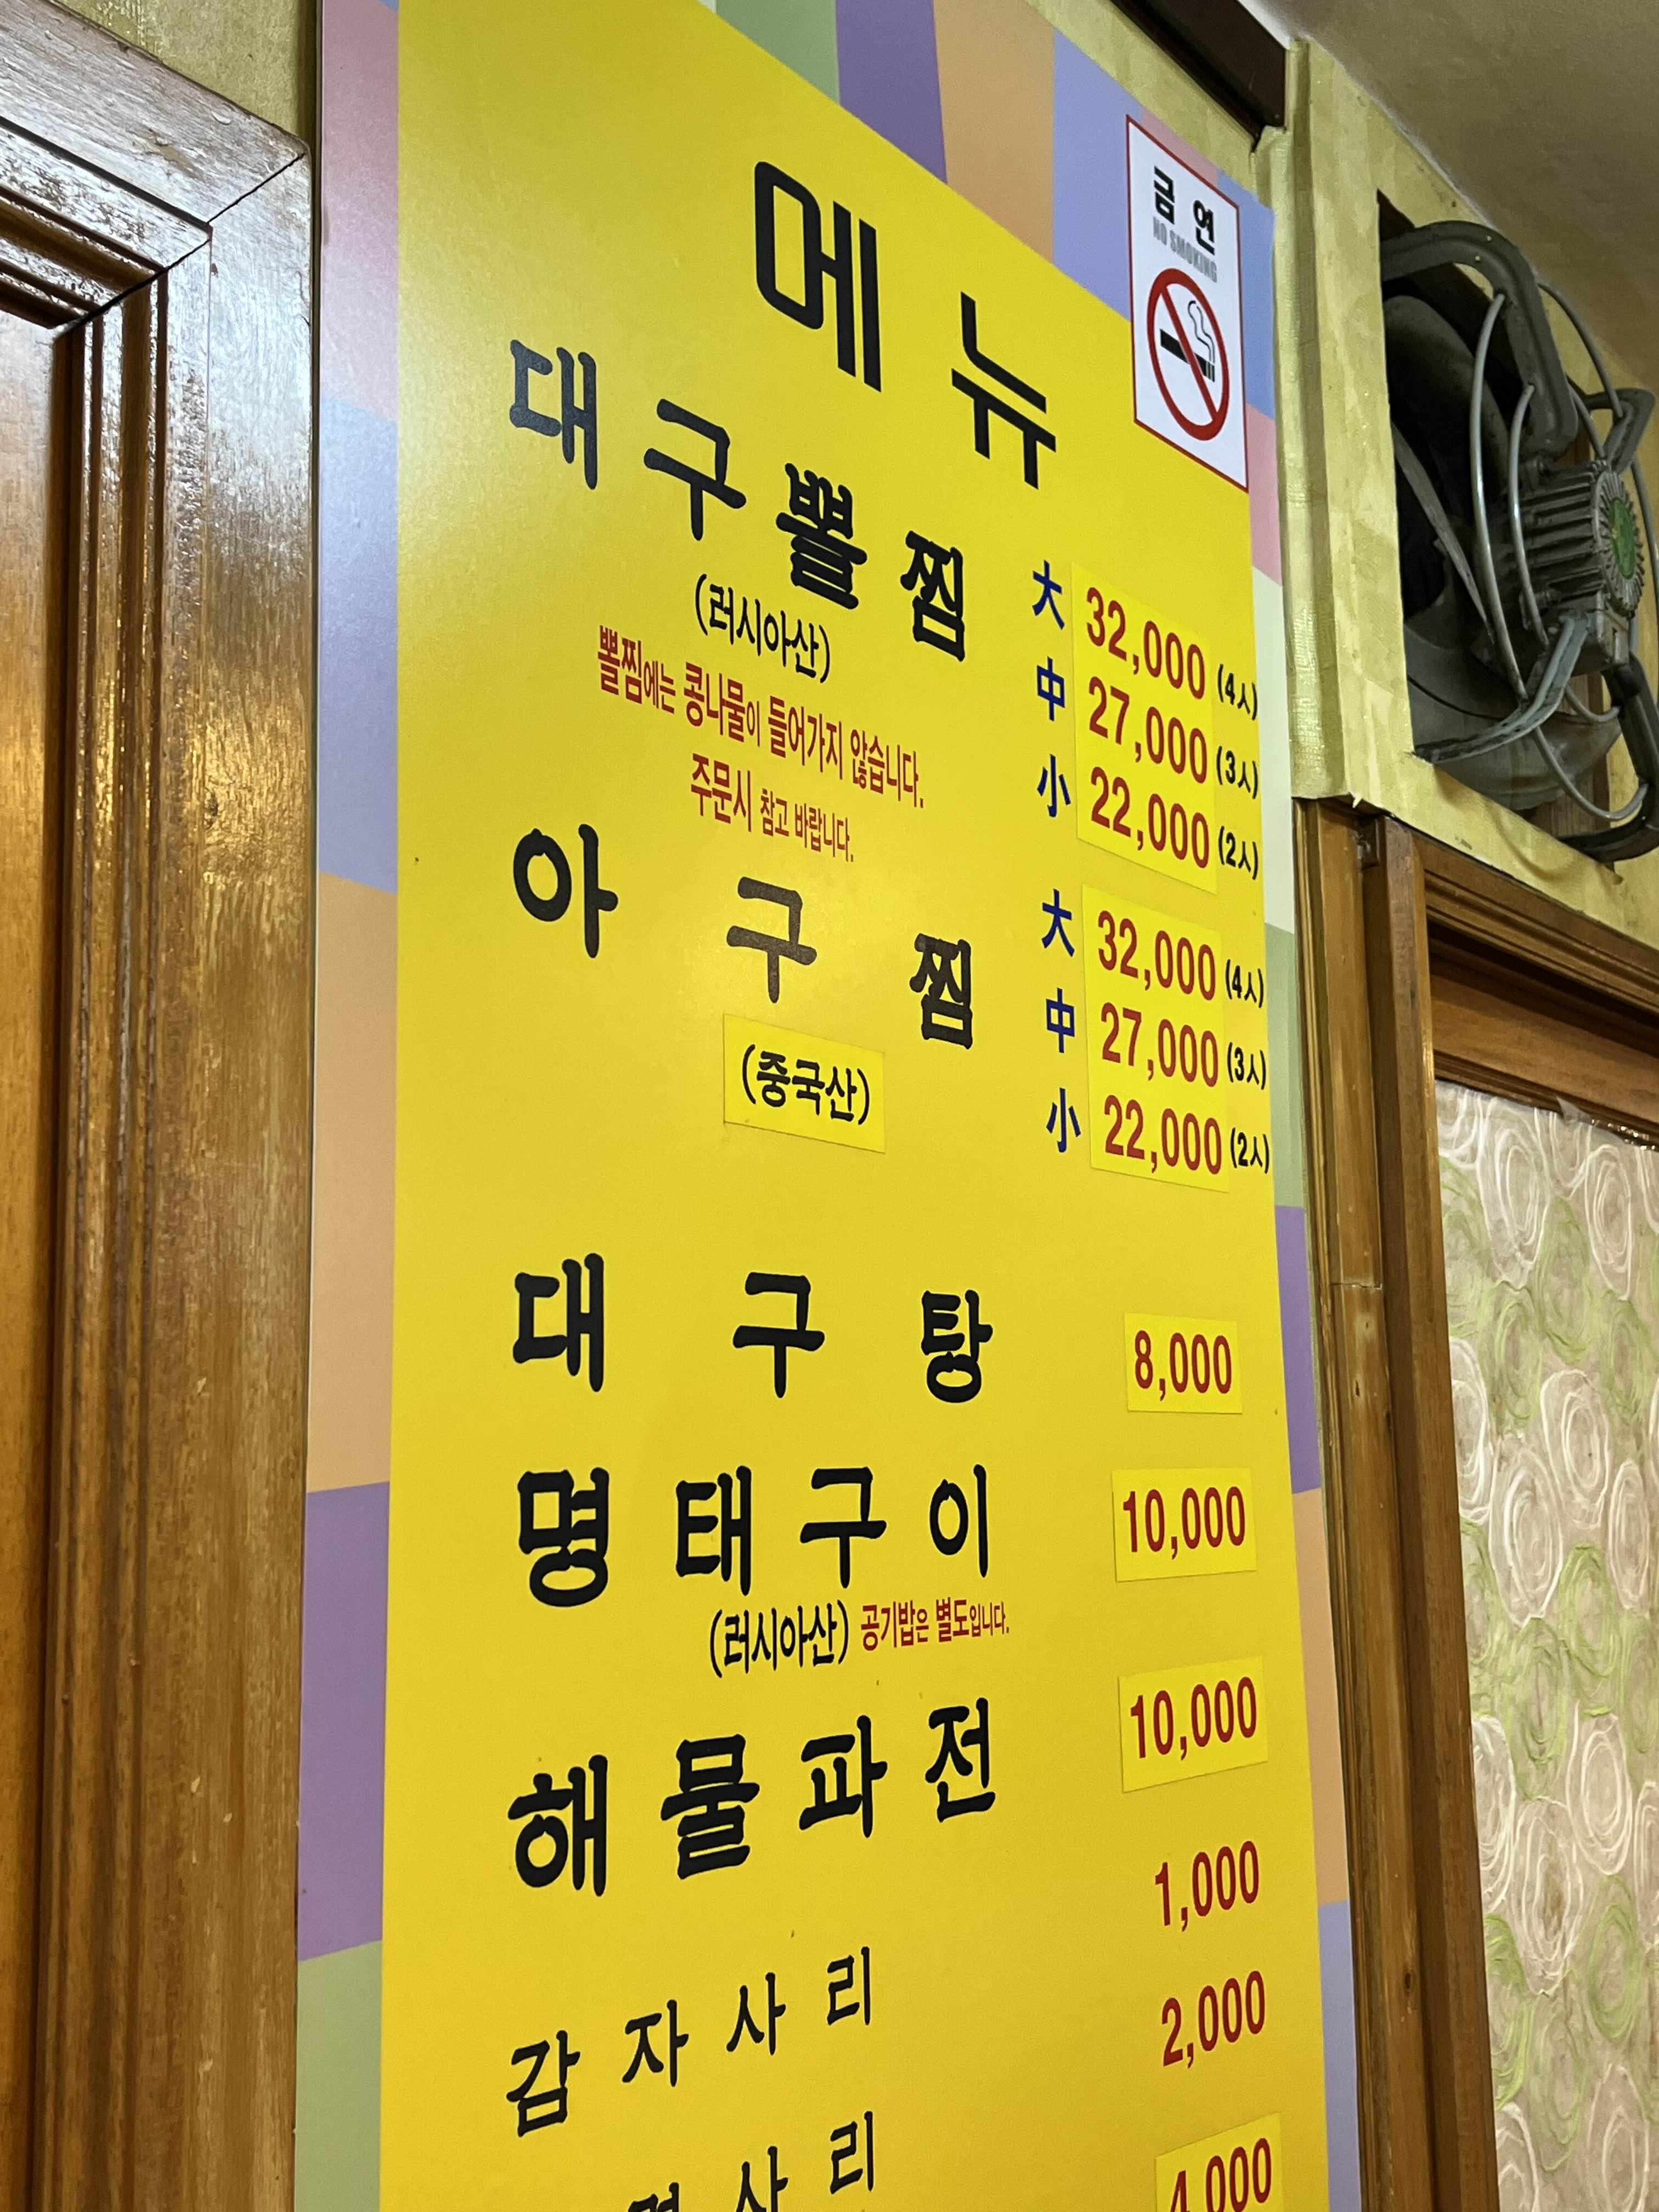 메뉴
금연
NO SMOKING
대구뽈찜
(러시아산)
뽈찜에는 콩나물이 들어가지 않습니다.
주문시 참고 바랍니다.
大 32,000 (4人)
中 27,000 (3人)
小 22,000 (2人)
아구찜
(중국산)
大 32,000 (4人)
中 27,000 (3人)
小 22,000 (2人)
대구탕 8,000
명태구이 10,000
(러시아산) 공기밥은 별도입니다.
해물파전 10,000
감자사리 1,000
사리 2,000
4,000